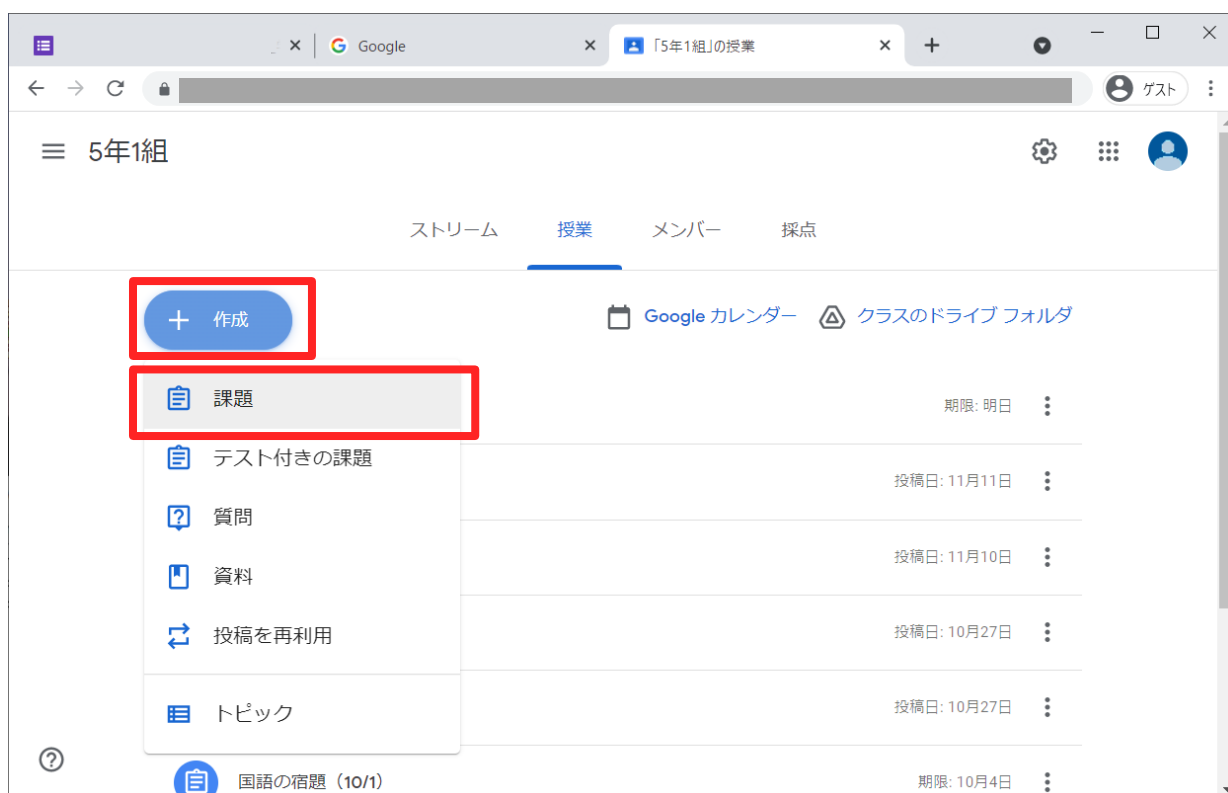 Google
「5年1組」の授業
ゲスト
5年1組
ストリーム 授業 メンバー 採点
作成
Google カレンダー クラスのドライブ フォルダ
課題
期限: 明日
テスト付きの課題
投稿日: 11月11日
質問
投稿日: 11月10日
資料
投稿を再利用
投稿日: 10月27日
トピック
投稿日: 10月27日
国語の宿題（10/1） 期限: 10月4日